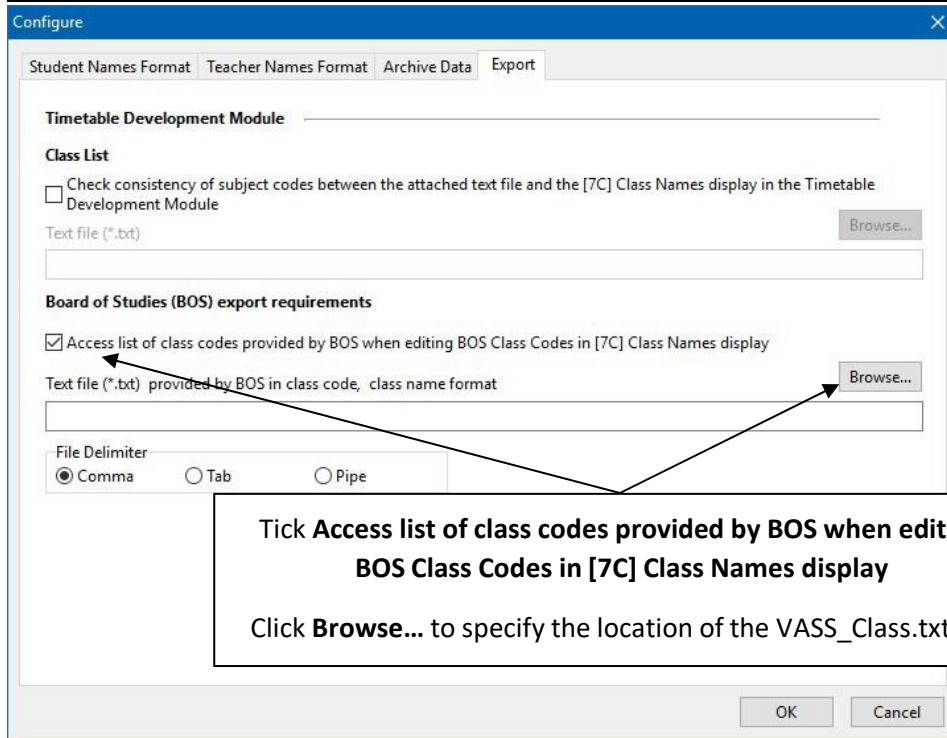 Configure
Student Names Format Teacher Names Format Archive Data Export
Timetable Development Module
Class List
Check consistency of subject codes between the attached text file and the [7C] Class Names display in the Timetable
Development Module
Text file (*.txt)
Browse...
Board of Studies (BOS) export requirements
Access list of class codes provided by BOS when editing BOS Class Codes in [7C] Class Names display
Text file (*.txt) provided by BOS in class code, class name format
Browse...
File Delimiter
Comma Tab Pipe
Tick Access list of class codes provided by BOS when edit
BOS Class Codes in [7C] Class Names display
Click Browse... to specify the location of the VASS_Class.txt
OK Cancel